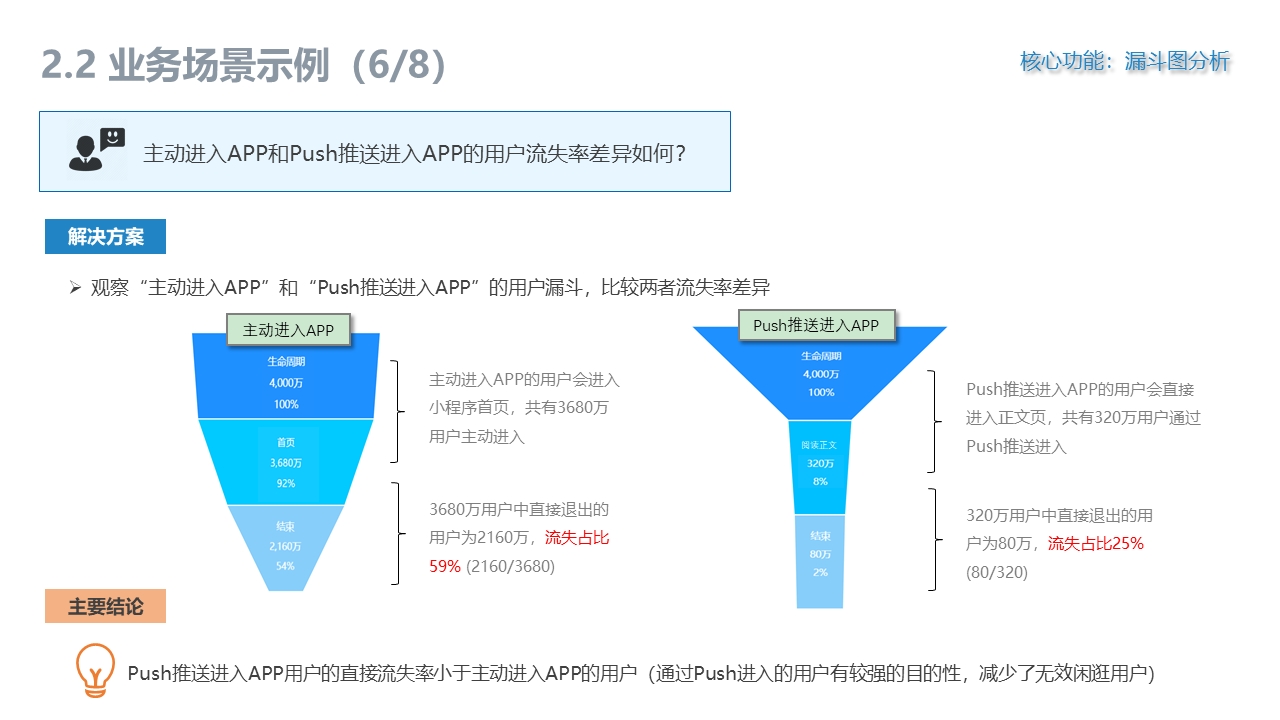 2.2 业务场景示例（6/8）
核心功能：漏斗图分析
主动进入APP和Push推送进入APP的用户流失率差异如何？
解决方案
➢ 观察“主动进入APP”和“Push推送进入APP”的用户漏斗，比较两者流失率差异
主动进入APP
生命周期
4,000万
100%
首页
3,680万
92%
结束
2,160万
54%
主动进入APP的用户会进入
小程序首页，共有3680万
用户主动进入
3680万用户中直接退出的
用户为2160万，流失占比
59% (2160/3680)
Push推送进入APP
生命周期
4,000万
100%
阅读正文
320万
8%
结束
80万
2%
Push推送进入APP的用户会直接
进入正文页，共有320万用户通过
Push推送进入
320万用户中直接退出的用
户为80万，流失占比25%
(80/320)
主要结论
Push推送进入APP用户的直接流失率小于主动进入APP的用户（通过Push进入的用户有较强的目的性，减少了无效闲逛用户)